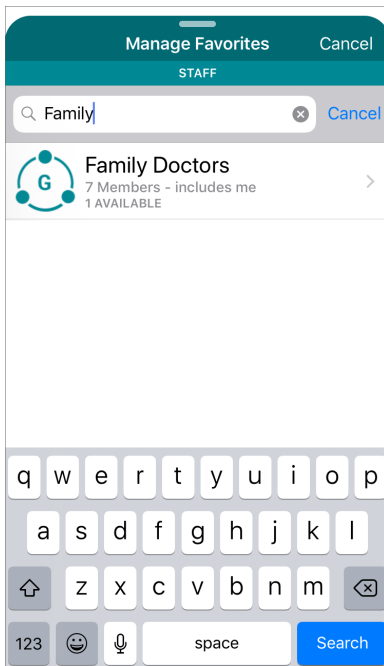 Manage Favorites Cancel
STAFF
Family Cancel
Family Doctors
G
7 Members - includes me
1 AVAILABLE
q w e r t y u i o p
a s d f g h j k l
z x c v b n m
123 space Search